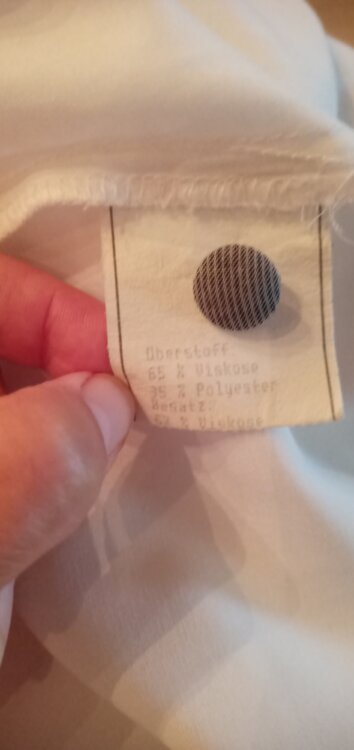 Oberstoff:
65 % Viskose
35 % Polyester
Besatz:
% Viskose